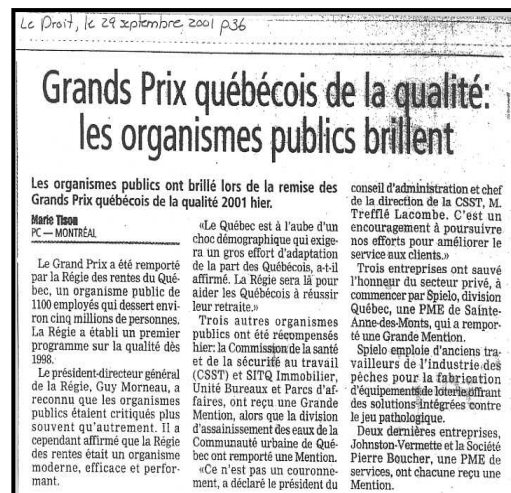 Le Droit, le 29 septembre 2001 p36
Grands Prix québécois de la qualité:
les organismes publics brillent
Les organismes publics ont brillé lors de la remise des
Grands Prix québécois de la qualité 2001 hier.
Marie Tison
PC — MONTRÉAL
Le Grand Prix a été remporté
par la Régie des rentes du Qué-
bec, un organisme public de
1100 employés qui dessert envi-
ron cinq millions de personnes.
La Régie a établi un premier
programme sur la qualité dès
1998.
Le président-directeur général
de la Régie, Guy Morneau, a
reconnu que les organismes
publics étaient critiqués plus
souvent qu'autrement. Il a
cependant affirmé que la Régie
des rentes était un organisme
moderne, efficace et perfor-
mant.
«Le Québec est à l'aube d'un
choc démographique qui exige-
ra un gros effort d'adaptation
de la part des Québécois, a-t-il
affirmé. La Régie sera là pour
aider les Québécois à réussir
leur retraite.»
Trois autres organismes
publics ont été récompensés
hier: la Commission de la santé
et de la sécurité au travail
(CSST) et SITQ Immobilier,
Unité Bureaux et Parcs d'af-
faires, ont reçu une Grande
Mention, alors que la division
d'assainissement des eaux de la
Communauté urbaine de Qué-
bec ont remporté une Mention.
«Ce n'est pas un couronne-
ment, a déclaré le président du
conseil d'administration et chef
de la direction de la CSST, M.
Trefflé Lacombe. C'est un
encouragement à poursuivre
nos efforts pour améliorer le
service aux clients.»
Trois entreprises ont sauvé
l'honneur du secteur privé, à
commencer par Spielo, division
Québec, une PME de Sainte-
Anne-des-Monts, qui a rempor-
té une Grande Mention.
Spielo emploie d'anciens tra-
vailleurs de l'industrie des
pêches pour la fabrication
d'équipements de loterie offrant
des solutions intégrées contre
le jeu pathologique.
Deux dernières entreprises,
Johnston-Vermette et la Société
Pierre Boucher, une PME de
services, ont chacune reçu une
Mention.